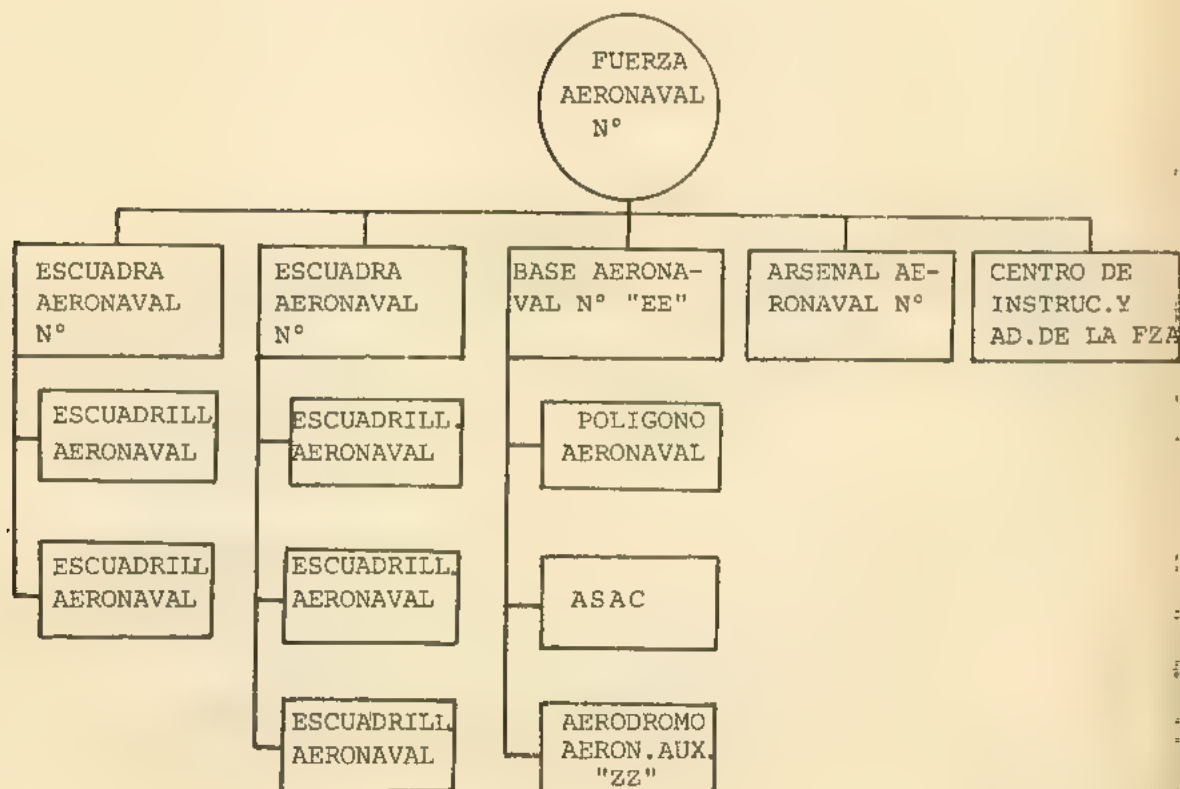 FUERZA
AERONAVAL
N°
ESCUADRA
AERONAVAL
N°
ESCUADRA
AERONAVAL
N°
BASE AERONA-
VAL N° "EE"
ARSENAL AE-
RONAVAL N°
CENTRO DE
INSTRUC.Y
AD.DE LA FZA
ESCUADRILL.
AERONAVAL
ESCUADRILL.
AERONAVAL
POLIGONO
AERONAVAL
ESCUADRILL
AERONAVAL
ESCUADRILL.
AERONAVAL
ASAC
ESCUADRILL
AERONAVAL
AERODROMO
AERON.AUX.
"ZZ"